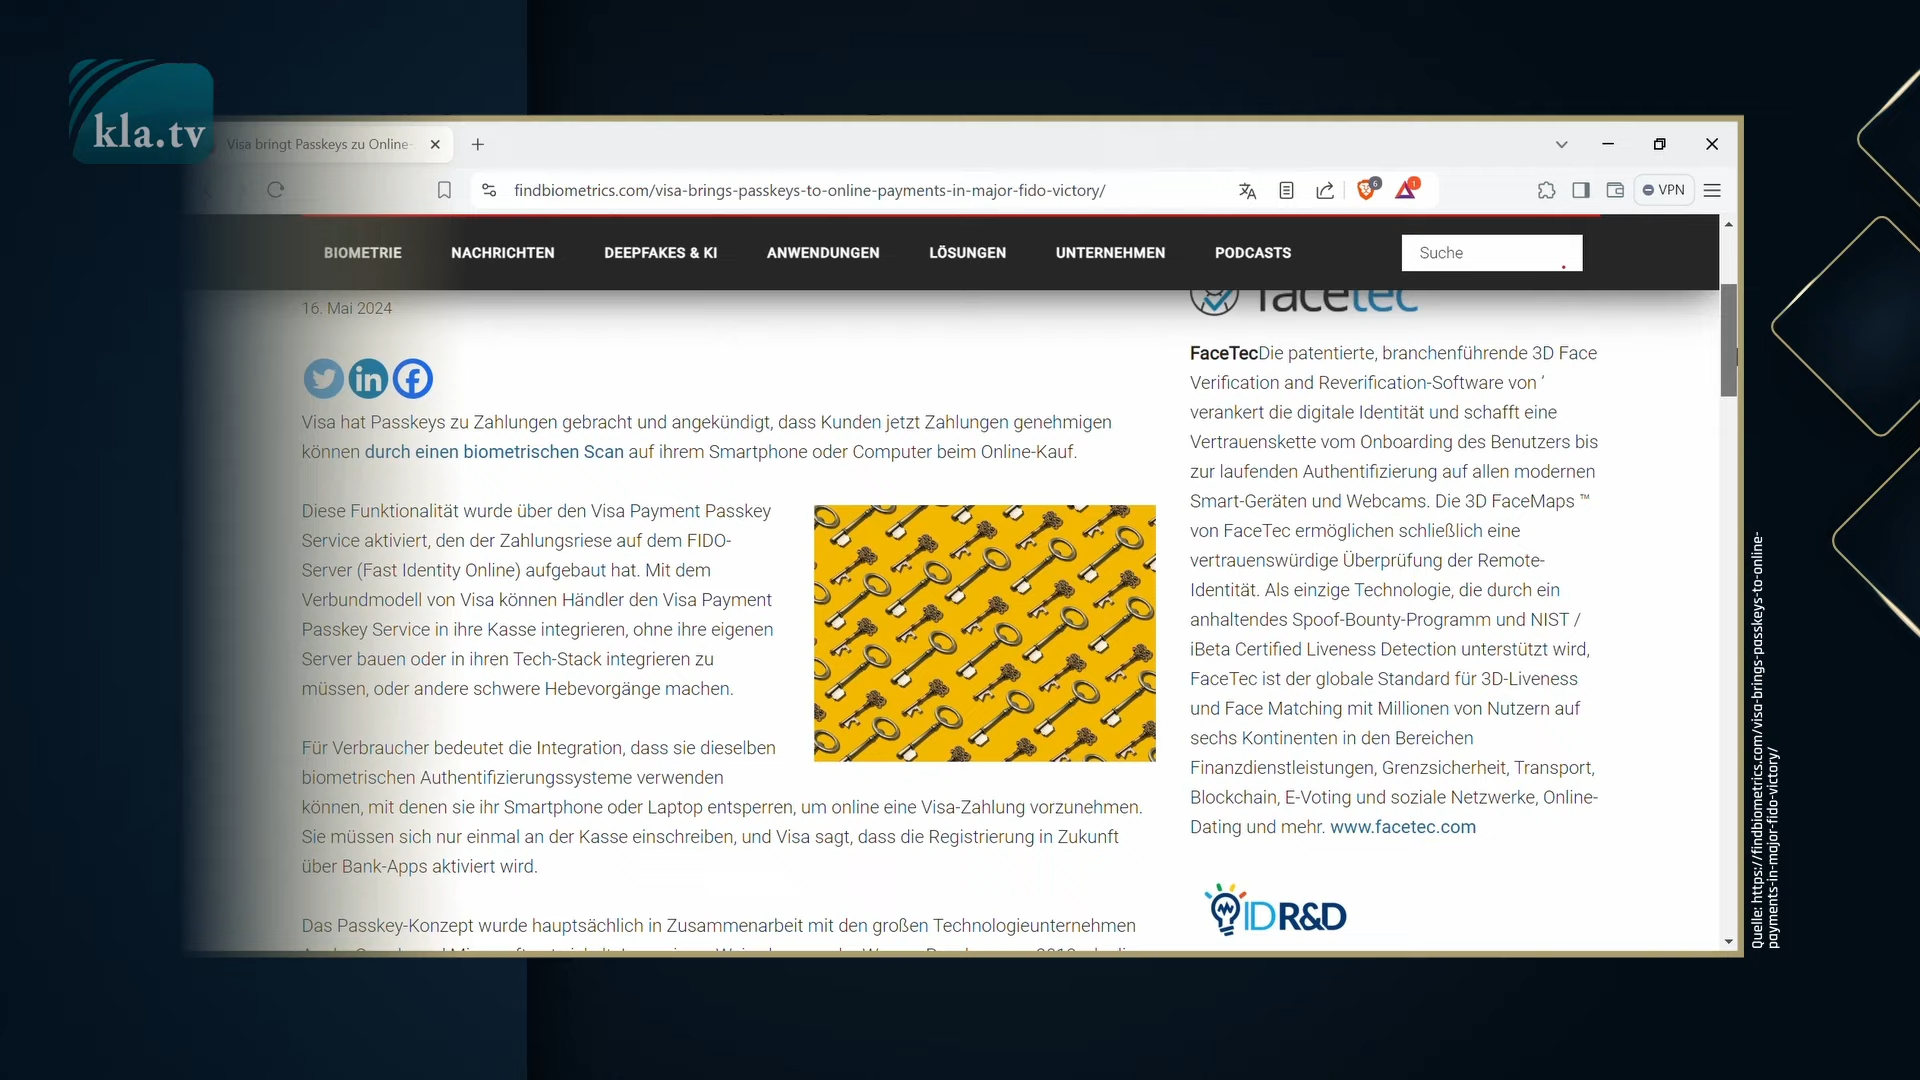 kla.tv
Visa bringt Passkeys zu Online-
findbiometrics.com/visa-brings-passkeys-to-online-payments-in-major-fido-victory/
6
1
VPN
BIOMETRIE
NACHRICHTEN
DEEPFAKES & KI
ANWENDUNGEN
LÖSUNGEN
UNTERNEHMEN
PODCASTS
Suche
16. Mai 2024
Visa hat Passkeys zu Zahlungen gebracht und angekündigt, dass Kunden jetzt Zahlungen genehmigen
können durch einen biometrischen Scan auf ihrem Smartphone oder Computer beim Online-Kauf.
Diese Funktionalität wurde über den Visa Payment Passkey
Service aktiviert, den der Zahlungsriese auf dem FIDO-
Server (Fast Identity Online) aufgebaut hat. Mit dem
Verbundmodell von Visa können Händler den Visa Payment
Passkey Service in ihre Kasse integrieren, ohne ihre eigenen
Server bauen oder in ihren Tech-Stack integrieren zu
müssen, oder andere schwere Hebevorgänge machen.
Für Verbraucher bedeutet die Integration, dass sie dieselben
biometrischen Authentifizierungssysteme verwenden
können, mit denen sie ihr Smartphone oder Laptop entsperren, um online eine Visa-Zahlung vorzunehmen.
Sie müssen sich nur einmal an der Kasse einschreiben, und Visa sagt, dass die Registrierung in Zukunft
über Bank-Apps aktiviert wird.
Das Passkey-Konzept wurde hauptsächlich in Zusammenarbeit mit den großen Technologieunternehmen
facetec
FaceTecDie patentierte, branchenführende 3D Face
Verification and Reverification-Software von ’
verankert die digitale Identität und schafft eine
Vertrauenskette vom Onboarding des Benutzers bis
zur laufenden Authentifizierung auf allen modernen
Smart-Geräten und Webcams. Die 3D FaceMaps ™
von FaceTec ermöglichen schließlich eine
vertrauenswürdige Überprüfung der Remote-
Identität. Als einzige Technologie, die durch ein
anhaltendes Spoof-Bounty-Programm und NIST /
iBeta Certified Liveness Detection unterstützt wird,
FaceTec ist der globale Standard für 3D-Liveness
und Face Matching mit Millionen von Nutzern auf
sechs Kontinenten in den Bereichen
Finanzdienstleistungen, Grenzsicherheit, Transport,
Blockchain, E-Voting und soziale Netzwerke, Online-
Dating und mehr. www.facetec.com
IDR&D
Quelle: https://findbiometrics.com/visa-brings-passkeys-to-online-
payments-in-major-fido-victory/